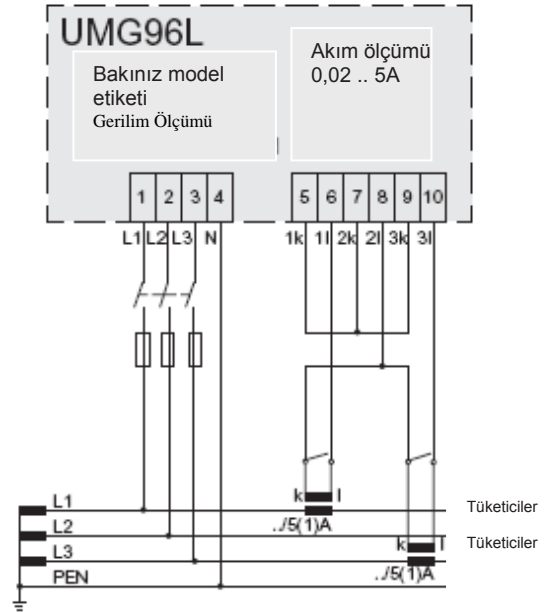 UMG96L
Bakınız model
etiketi
Gerilim Ölçümü
Akım ölçümü
0,02 .. 5A
1 2 3 4
5 6 7 8 9 10
L1 L2 L3 N
1k 1l 2k 2l 3k 3l
k l
../5(1)A
k l
../5(1)A
L1
L2
L3
PEN
Tüketiciler
Tüketiciler